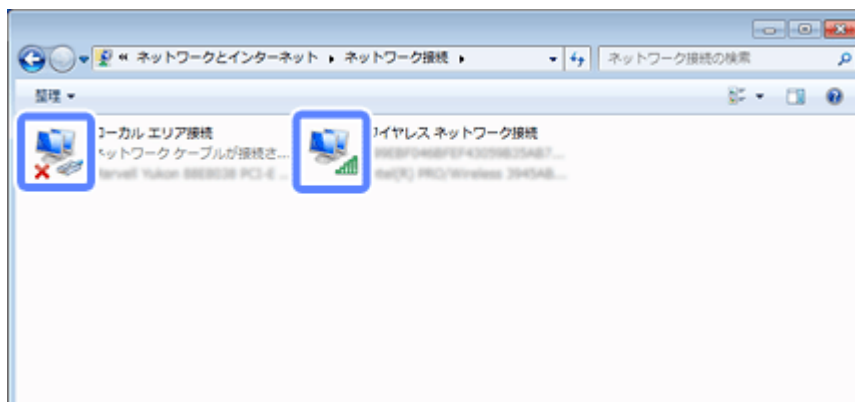 « ネットワークとインターネット ▸ ネットワーク接続 ▸
ネットワーク接続の検索
整理 ▼
ローカル エリア接続
ネットワーク ケーブルが接続さ...
ワイヤレス ネットワーク接続